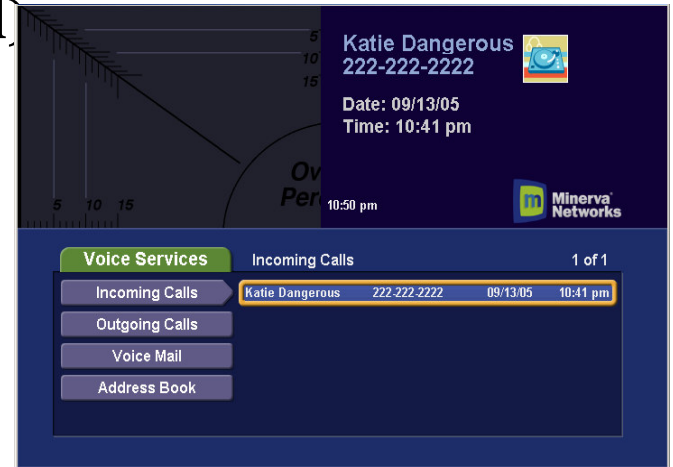 5
10
15
Ov
Per
5 10 15
Katie Dangerous
222-222-2222
Date: 09/13/05
Time: 10:41 pm
10:50 pm
m Minerva
Networks
Voice Services
Incoming Calls 1 of 1
Incoming Calls
Katie Dangerous 222-222-2222 09/13/05 10:41 pm
Outgoing Calls
Voice Mail
Address Book